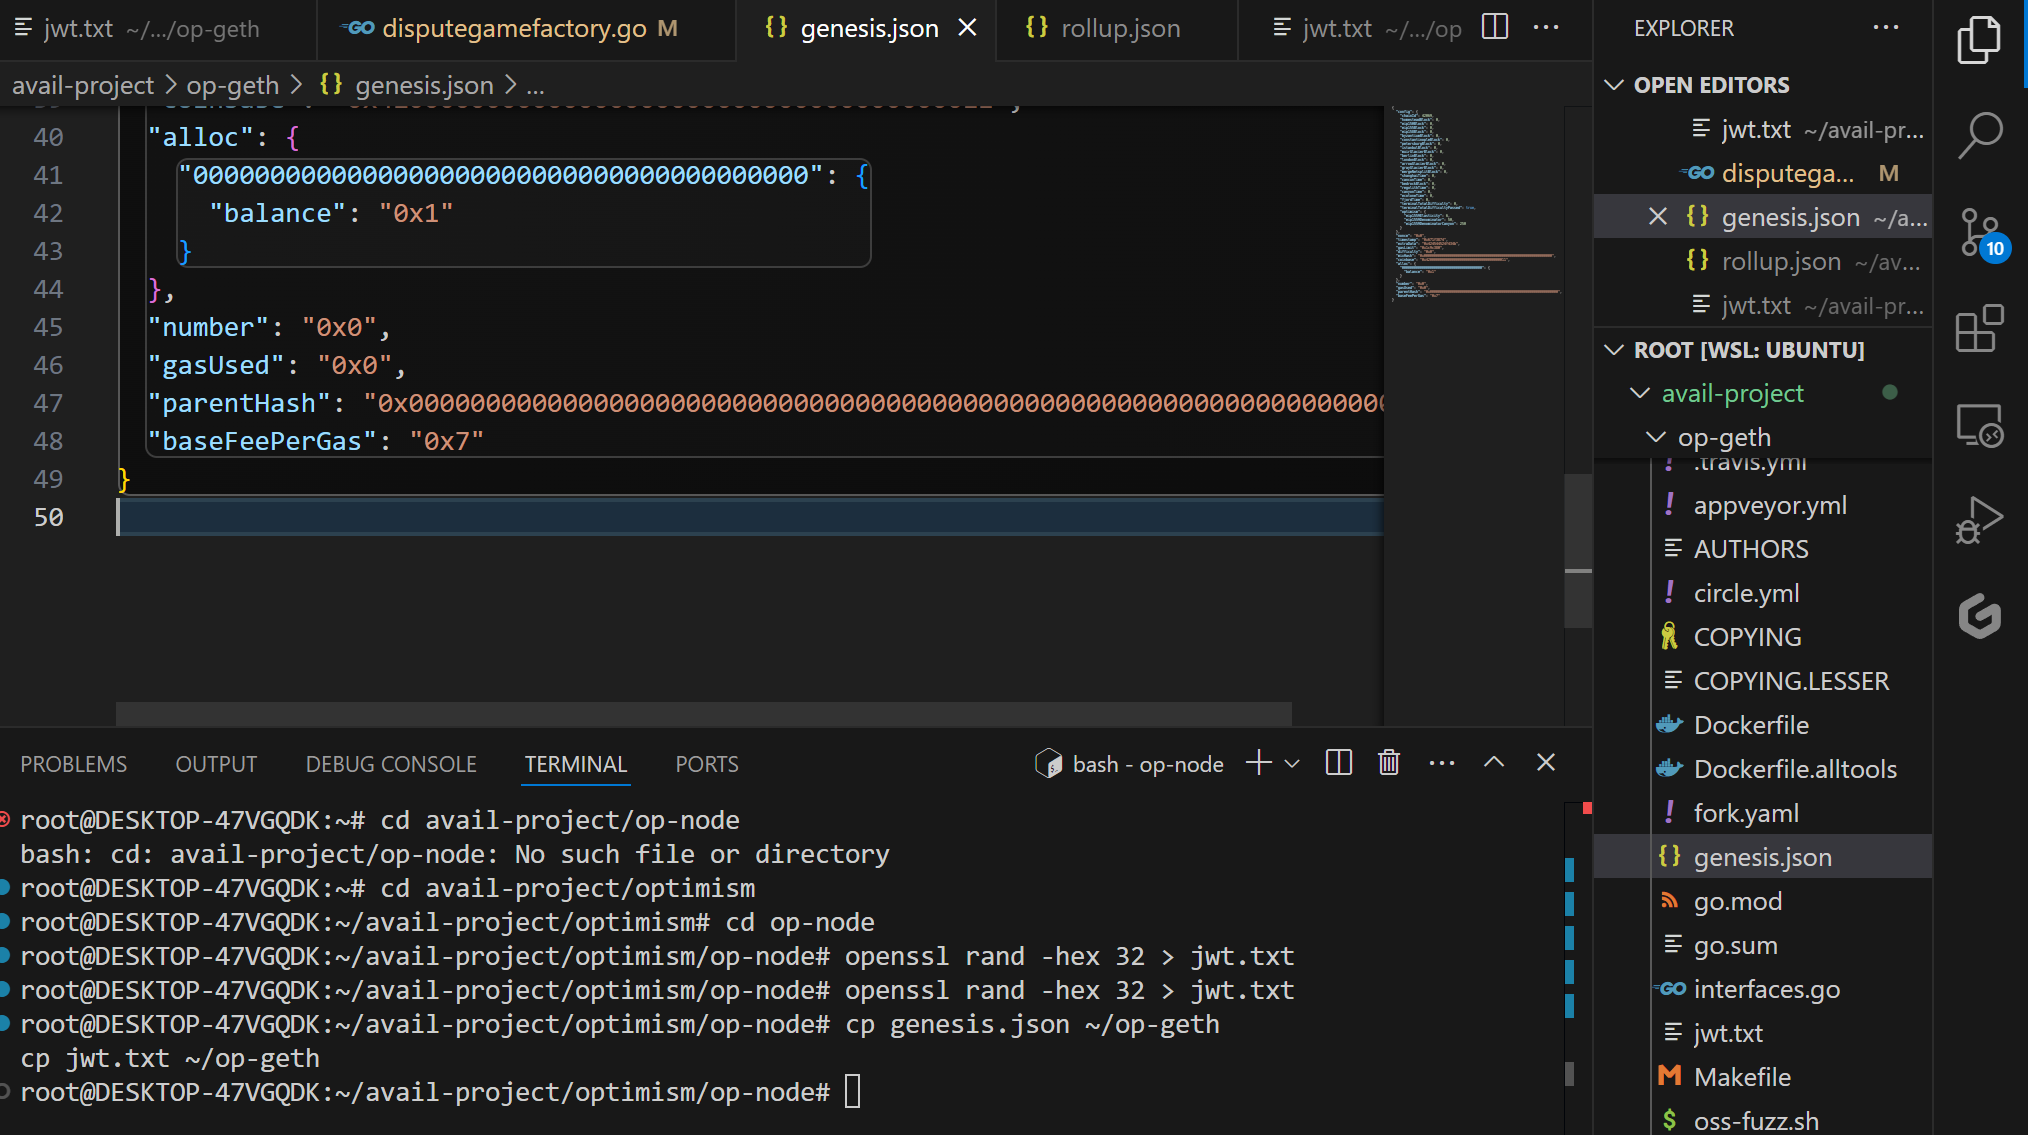 jwt.txt ~/.../op-geth
disputegamefactory.go M
genesis.json
rollup.json
jwt.txt ~/.../op
avail-project > op-geth > {} genesis.json > ...
40 "alloc": {
41 "0000000000000000000000000000000000000000": {
42 "balance": "0x1"
43 }
44 },
45 "number": "0x0",
46 "gasUsed": "0x0",
47 "parentHash": "0x0000000000000000000000000000000000000000000000000000000000000000
48 "baseFeePerGas": "0x7"
49 }
50
PROBLEMS OUTPUT DEBUG CONSOLE TERMINAL PORTS
bash - op-node
root@DESKTOP-47VGQDK:~# cd avail-project/op-node
bash: cd: avail-project/op-node: No such file or directory
root@DESKTOP-47VGQDK:~# cd avail-project/optimism
root@DESKTOP-47VGQDK:~/avail-project/optimism# cd op-node
root@DESKTOP-47VGQDK:~/avail-project/optimism/op-node# openssl rand -hex 32 > jwt.txt
root@DESKTOP-47VGQDK:~/avail-project/optimism/op-node# openssl rand -hex 32 > jwt.txt
root@DESKTOP-47VGQDK:~/avail-project/optimism/op-node# cp genesis.json ~/op-geth
cp jwt.txt ~/op-geth
root@DESKTOP-47VGQDK:~/avail-project/optimism/op-node#
EXPLORER
OPEN EDITORS
jwt.txt ~/avail-pr...
disputega... M
genesis.json ~/a...
rollup.json ~/av...
jwt.txt ~/avail-pr...
ROOT [WSL: UBUNTU]
avail-project
op-geth
.travis.yml
appveyor.yml
AUTHORS
circle.yml
COPYING
COPYING.LESSER
Dockerfile
Dockerfile.alltools
fork.yaml
genesis.json
go.mod
go.sum
interfaces.go
jwt.txt
Makefile
oss-fuzz.sh
10